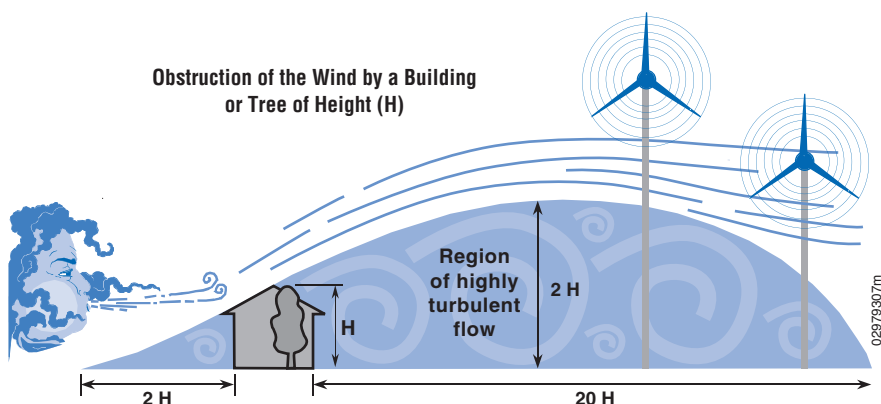 Obstruction of the Wind by a Building
or Tree of Height (H)
Region
of highly
turbulent
flow
2 H
H
2 H
20 H
02979307m